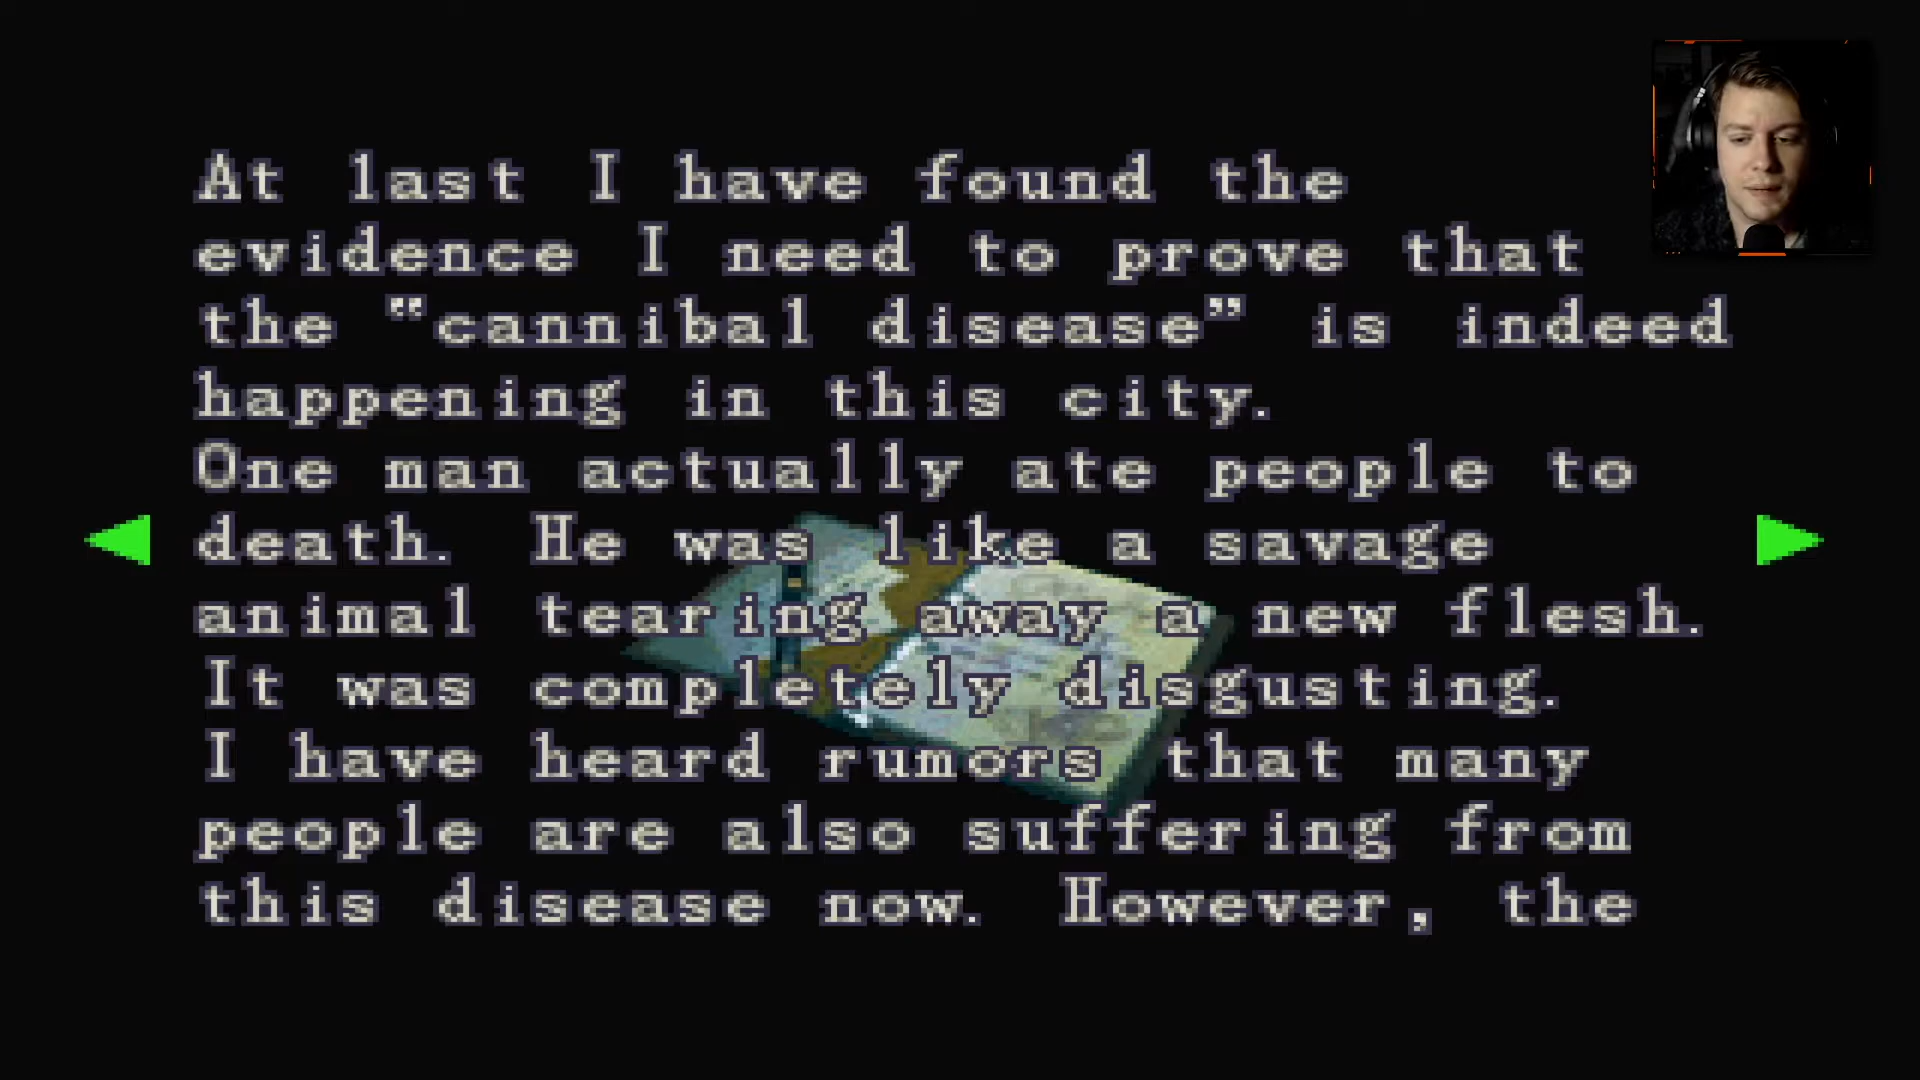 At last I have found the
evidence I need to prove that
the "cannibal disease" is indeed
happening in this city.
One man actually ate people to
death. He was like a savage
animal tearing away a new flesh.
It was completely disgusting.
I have heard rumors that many
people are also suffering from
this disease now. However, the